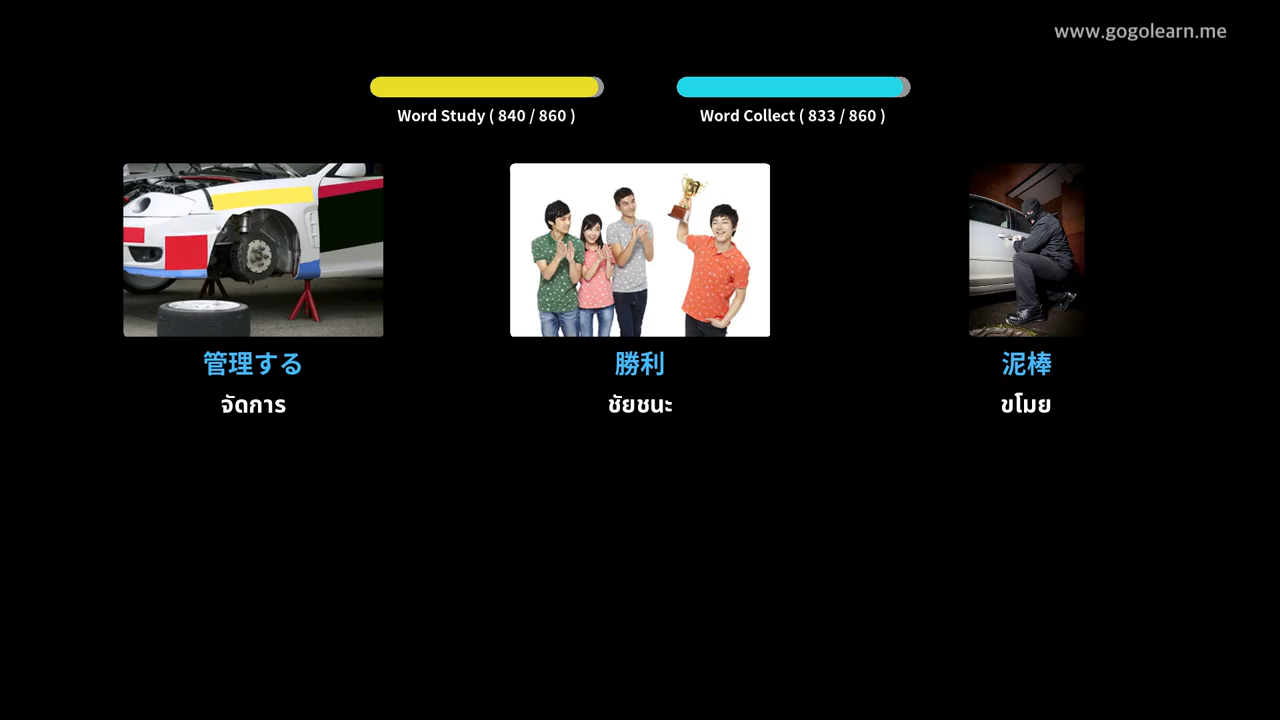 www.gogolearn.me
Word Study ( 840 / 860 )
Word Collect ( 833 / 860 )
管理する
จัดการ
勝利
ชัยชนะ
泥棒
ขโมย